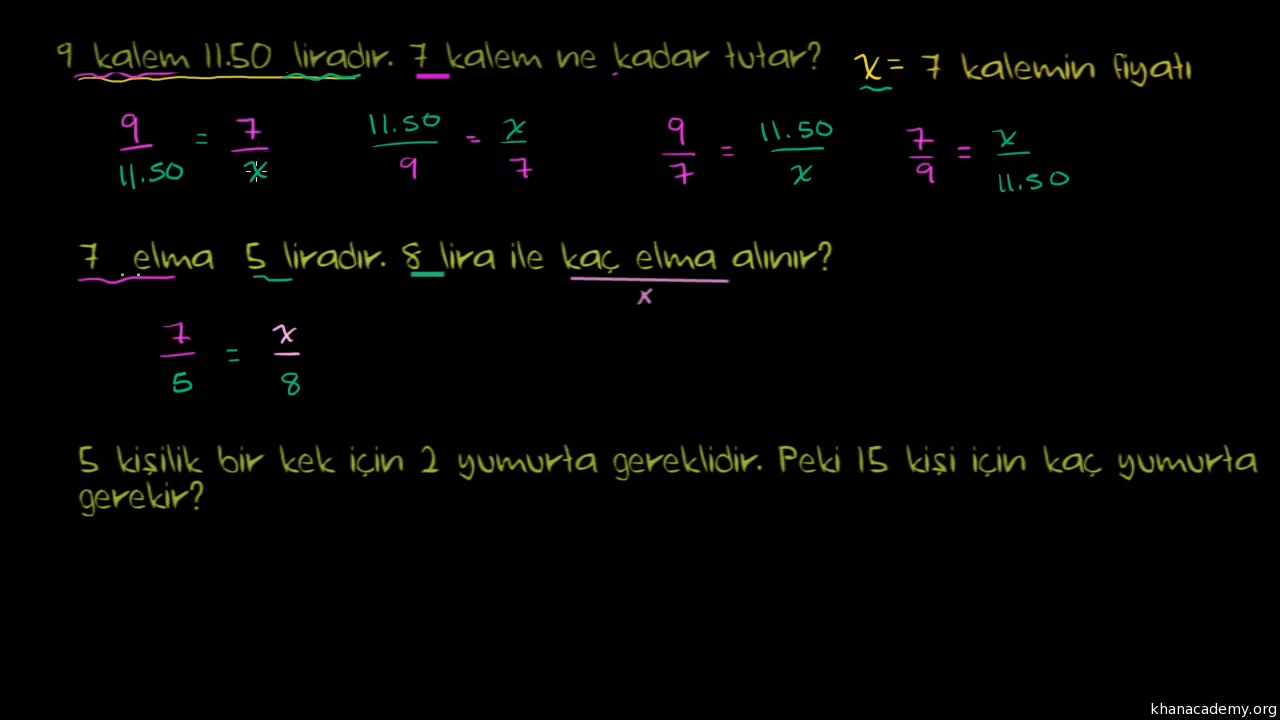 9 kalem 11.50 liradır. 7 kalem ne kadar tutar? x = 7 kalemin fiyatı
9/11.50 = 7/x 11.50/9 = x/7 9/7 = 11.50/x 7/9 = x/11.50
7 elma 5 liradır. 8 lira ile kaç elma alınır?
x
7/5 = x/8
5 kişilik bir kek için 2 yumurta gereklidir. Peki 15 kişi için kaç yumurta
gerekir?
khanacademy.org